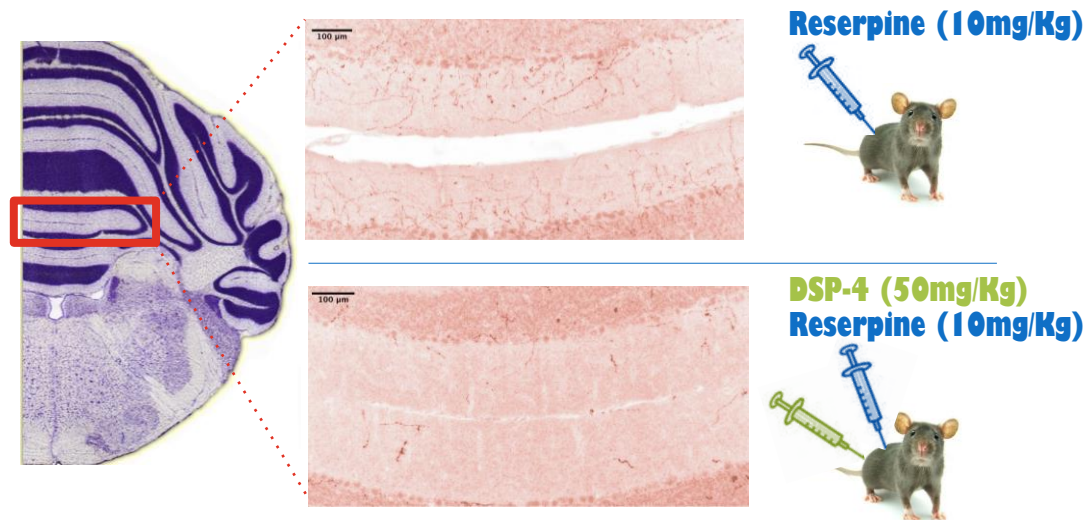 100 µm
Reserpine (10mg/Kg)
100 µm
DSP-4 (50mg/Kg)
Reserpine (10mg/Kg)